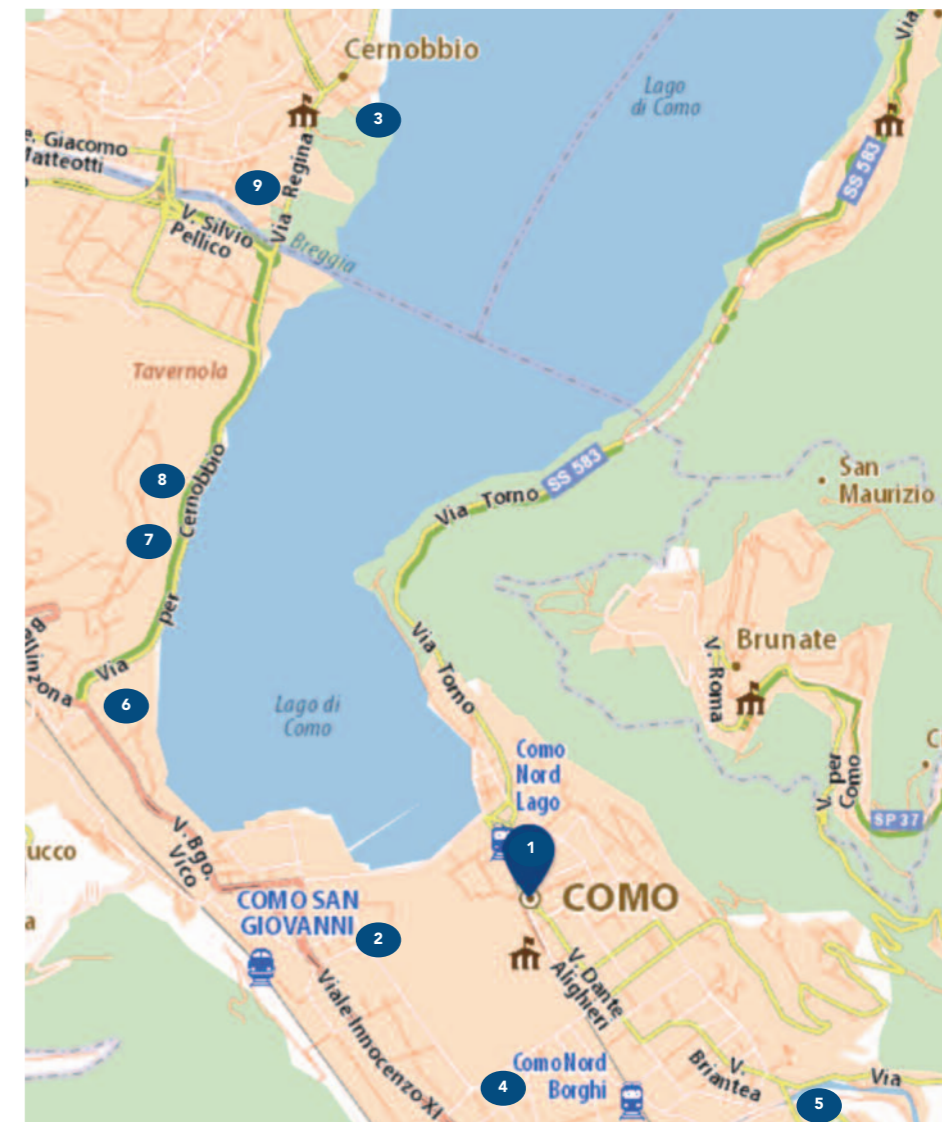 Cernobbio
Via
Lago
di Como
3
e. Giacomo
Matteotti
9
Via Regina
SS 583
V. Silvio
Pellico
Breggia
Tavernola
8
Via per Cernobbio
7
SS 583
Via Torno
San
Maurizio
Bellinzona
6
Via Torno
Brunate
V. Roma
Lago di
Como
Como
Nord
Lago
V. per
Como
C
SP 37
1
ucco
V. Bgo.
Vico
COMO SAN
GIOVANNI
2
COMO
a
V. Dante
Alighieri
Viale Innocenzo XI
Como Nord
Borghi
4
V.
Briantea
Via
5